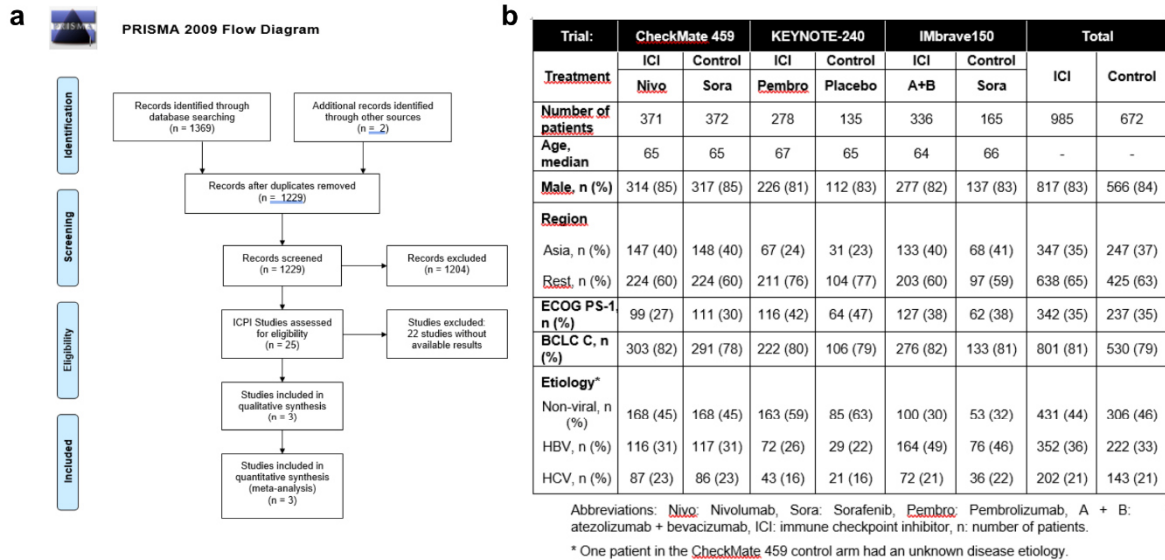 a
PRISMA
PRISMA 2009 Flow Diagram
Identification
Screening
Eligibility
Included
Records identified through
database searching
(n = 1369)
Additional records identified
through other sources
(n = 2)
Records after duplicates removed
(n = 1229)
Records screened
(n = 1229)
Records excluded
(n = 1204)
ICPI Studies assessed
for eligibility
(n = 25)
Studies excluded:
22 studies without
available results
Studies included in
qualitative synthesis
(n = 3)
Studies included in
quantitative synthesis
(meta-analysis)
(n = 3)
b
Trial: CheckMate 459 KEYNOTE-240 IMbrave150 Total
Treatment ICI Control ICI Control ICI Control ICI Control
Nivo Sora Pembro Placebo A+B Sora
Number of patients 371 372 278 135 336 165 985 672
Age, median 65 65 67 65 64 66 - -
Male, n (%) 314 (85) 317 (85) 226 (81) 112 (83) 277 (82) 137 (83) 817 (83) 566 (84)
Region
Asia, n (%) 147 (40) 148 (40) 67 (24) 31 (23) 133 (40) 68 (41) 347 (35) 247 (37)
Rest, n (%) 224 (60) 224 (60) 211 (76) 104 (77) 203 (60) 97 (59) 638 (65) 425 (63)
ECOG PS-1, n (%) 99 (27) 111 (30) 116 (42) 64 (47) 127 (38) 62 (38) 342 (35) 237 (35)
BCLC C, n (%) 303 (82) 291 (78) 222 (80) 106 (79) 276 (82) 133 (81) 801 (81) 530 (79)
Etiology*
Non-viral, n (%) 168 (45) 168 (45) 163 (59) 85 (63) 100 (30) 53 (32) 431 (44) 306 (46)
HBV, n (%) 116 (31) 117 (31) 72 (26) 29 (22) 164 (49) 76 (46) 352 (36) 222 (33)
HCV, n (%) 87 (23) 86 (23) 43 (16) 21 (16) 72 (21) 36 (22) 202 (21) 143 (21)
Abbreviations: Nivo: Nivolumab, Sora: Sorafenib, Pembro: Pembrolizumab, A + B:
atezolizumab + bevacizumab, ICI: immune checkpoint inhibitor, n: number of patients.
* One patient in the CheckMate 459 control arm had an unknown disease etiology.